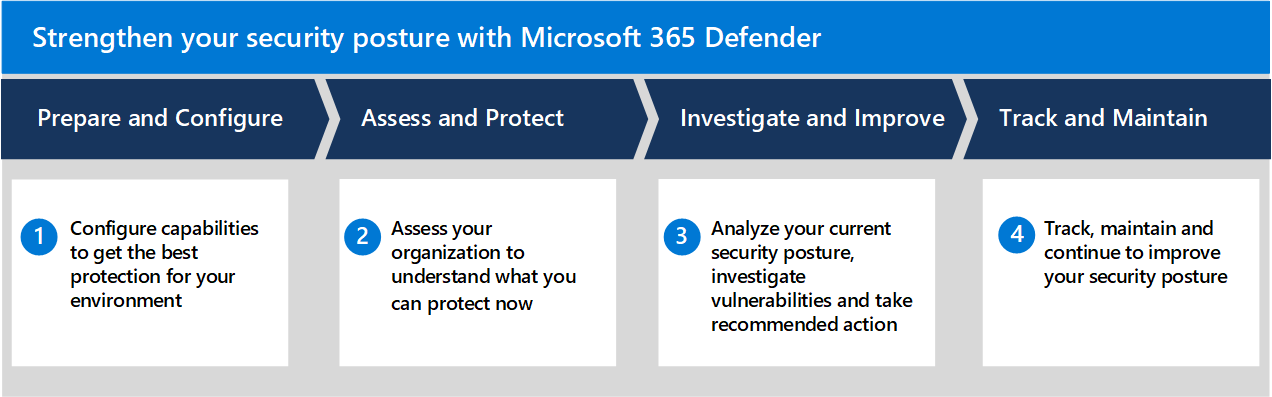 Strengthen your security posture with Microsoft 365 Defender
Prepare and Configure
Assess and Protect
Investigate and Improve
Track and Maintain
1
Configure capabilities
to get the best
protection for your
environment
2
Assess your
organization to
understand what you
can protect now
3
Analyze your current
security posture,
investigate
vulnerabilities and take
recommended action
4
Track, maintain and
continue to improve
your security posture